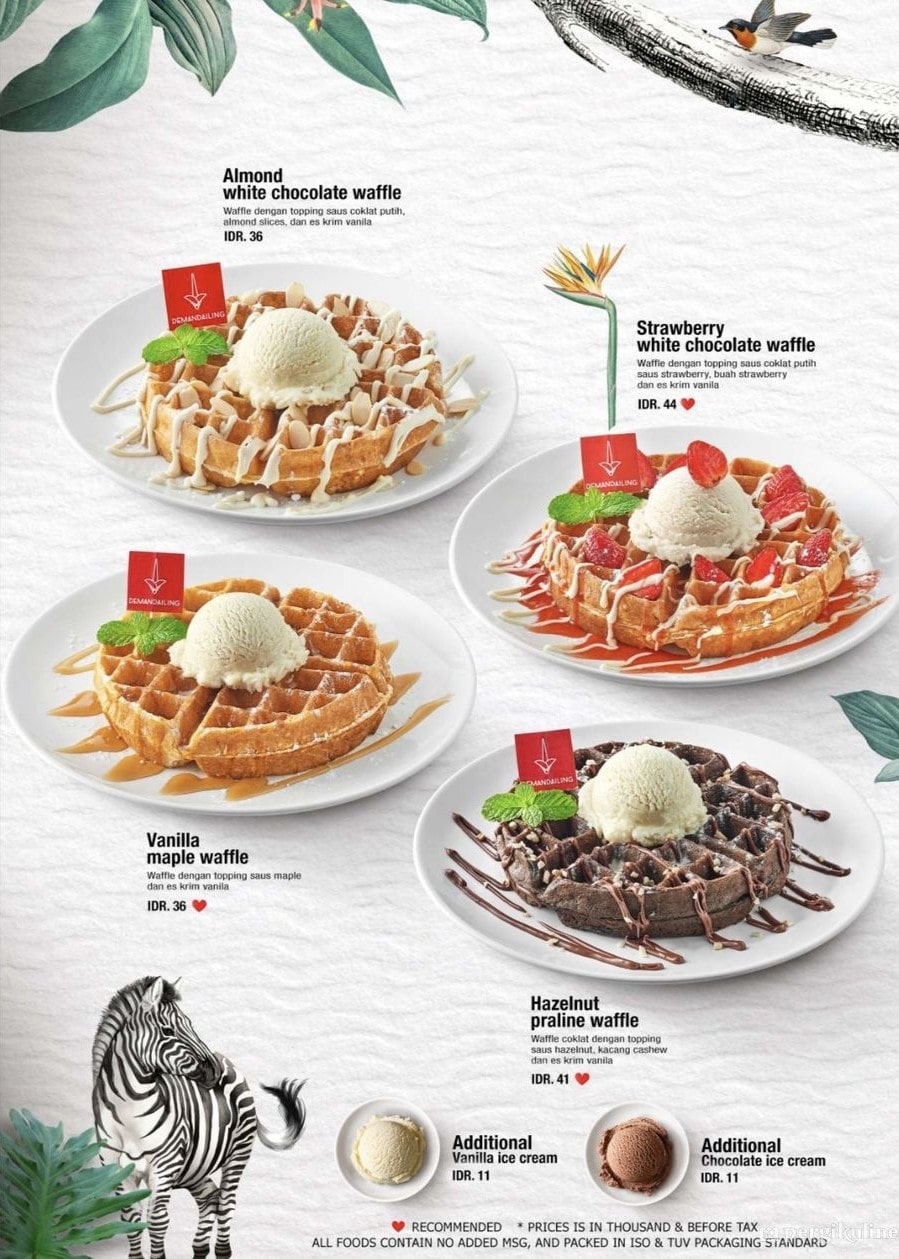 Almond
white chocolate waffle
Waffle dengan topping saus coklat putih,
almond slices, dan es krim vanila
IDR. 36
DEMANDAILING
Strawberry
white chocolate waffle
Waffle dengan topping saus coklat putih
saus strawberry, buah strawberry
dan es krim vanila
IDR. 44
DEMANDAILING
DEMANDAILING
Vanilla
maple waffle
Waffle dengan topping saus maple
dan es krim vanila
IDR. 36
DEMANDAILING
Hazelnut
praline waffle
Waffle coklat dengan topping
saus hazelnut, kacang cashew
dan es krim vanila
IDR. 41
Additional
Vanilla ice cream
IDR. 11
Additional
Chocolate ice cream
IDR. 11
RECOMMENDED * PRICES IS IN THOUSAND & BEFORE TAX
ALL FOODS CONTAIN NO ADDED MSG, AND PACKED IN ISO & TUV PACKAGING STANDARD
pergikuline